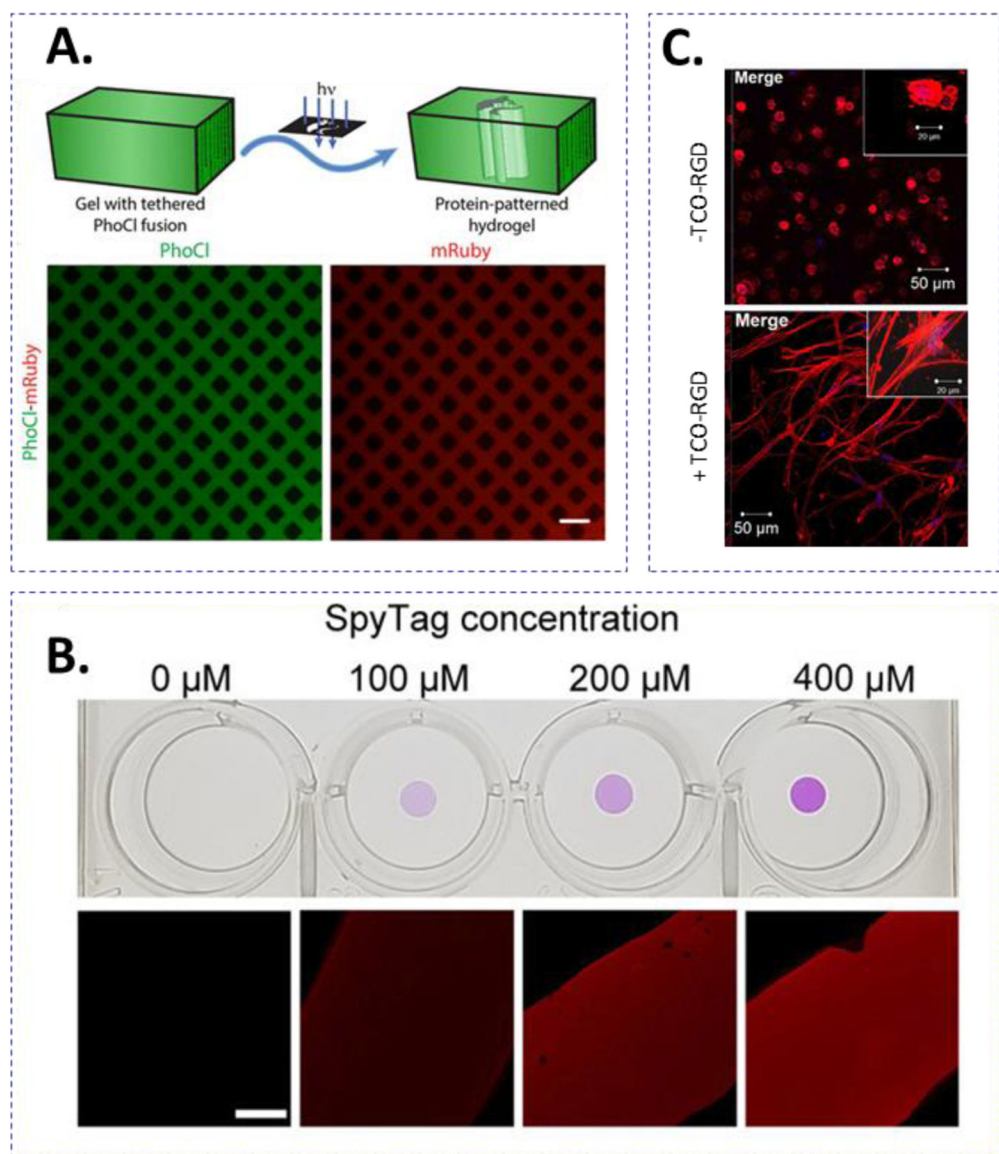 A.
hν
Gel with tethered
PhoCl fusion
Protein-patterned
hydrogel
PhoCl
mRuby
PhoCl-mRuby
C.
Merge
20 µm
50 µm
-TCO-RGD
Merge
20 µm
50 µm
+ TCO-RGD
SpyTag concentration
B.
0 µM
100 µM
200 µM
400 µM